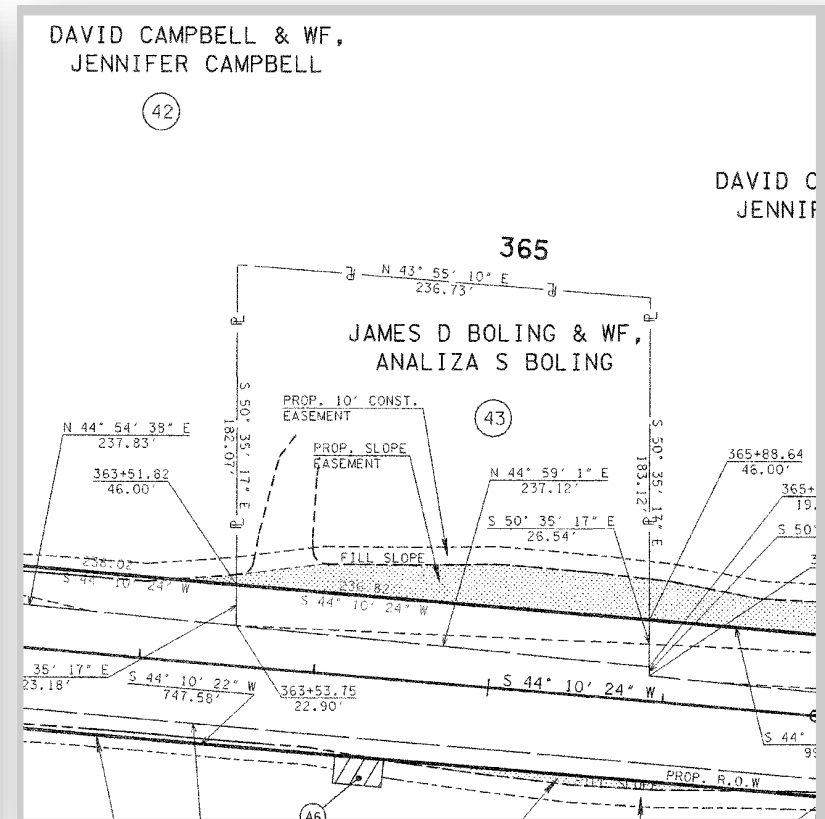 DAVID CAMPBELL & WF,
JENNIFER CAMPBELL
42
DAVID C
JENNIF
365
N 43° 55' 10" E
236.73'
JAMES D BOLING & WF,
ANALIZA S BOLING
43
S 50° 35' 17" E
182.07'
S 50° 35' 17" E
183.12'
PROP. 10' CONST.
EASEMENT
PROP. SLOPE
EASEMENT
N 44° 54' 38" E
237.83'
363+51.82
46.00'
N 44° 59' 1" E
237.12'
S 50° 35' 17" E
26.54'
365+88.64
46.00'
365+
19.
S 50°
3
FILL SLOPE
238.02
S 44° 10' 24" W
236.82
S 44° 10' 24" W
35' 17" E
23.18'
S 44° 10' 22" W
747.58'
363+53.75
22.90'
S 44° 10' 24" W
S 44°
99
PROP. R.O.W
FILL SLOPE
A6